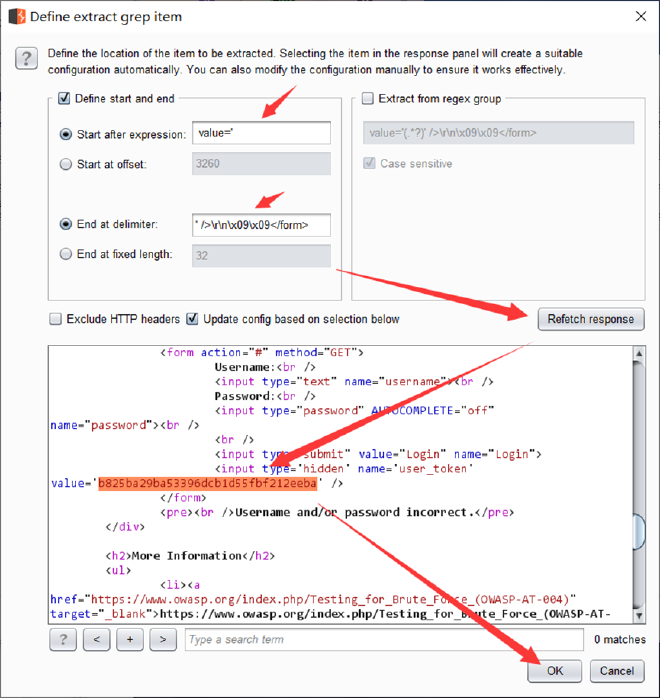 Define extract grep item
Define the location of the item to be extracted. Selecting the item in the response panel will create a suitable
configuration automatically. You can also modify the configuration manually to ensure it works effectively.
?
Define start and end
Start after expression: value='
Start at offset: 3260
End at delimiter: ' />\r\n\x09\x09</form>
End at fixed length: 32
Extract from regex group
value='(.*?)' />\r\n\x09\x09</form>
Case sensitive
Exclude HTTP headers Update config based on selection below Refetch response
<form action="#" method="GET">
Username:<br />
<input type="text" name="username"><br />
Password:<br />
<input type="password" AUTOCOMPLETE="off"
name="password"><br />
<br />
<input type="submit" value="Login" name="Login">
<input type='hidden' name='user_token'
value='b825ba29ba53396dcb1d55fbf212eeba' />
</form>
<pre><br />Username and/or password incorrect.</pre>
</div>
<h2>More Information</h2>
<ul>
<li><a
href="https://www.owasp.org/index.php/Testing_for_Brute_Force_(OWASP-AT-004)"
target="_blank">https://www.owasp.org/index.php/Testing_for_Brute_Force_(OWASP-AT-
? < + > Type a search term 0 matches
OK Cancel